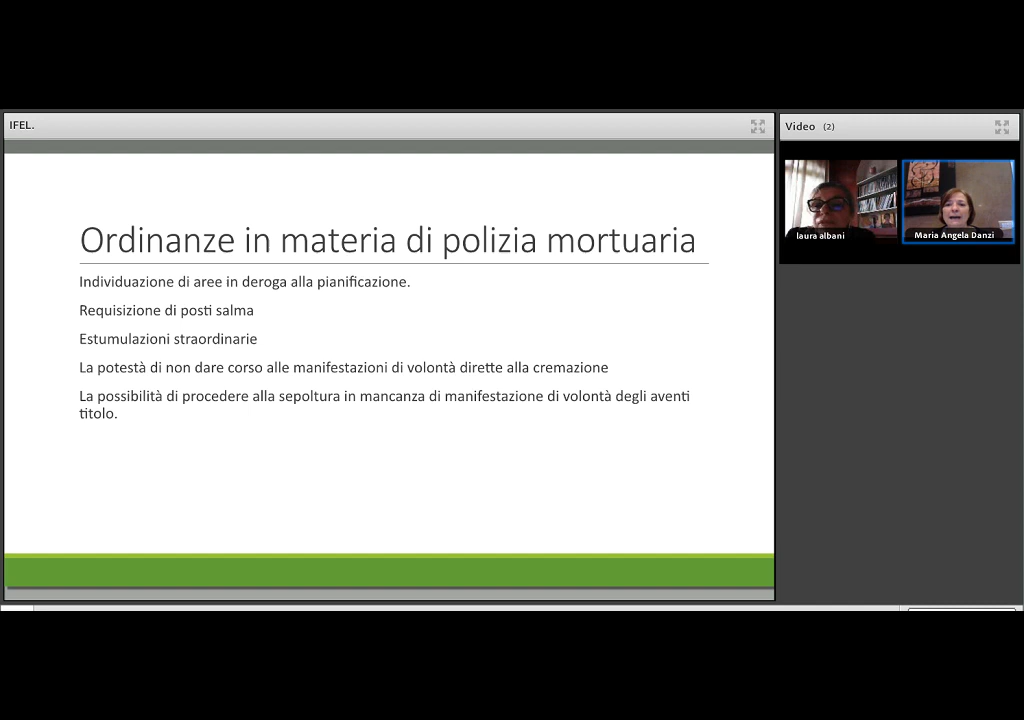 IFEL.
Video (2)
laura albani
Maria Angela Danzi
Ordinanze in materia di polizia mortuaria
Individuazione di aree in deroga alla pianificazione.
Requisizione di posti salma
Estumulazioni straordinarie
La potestà di non dare corso alle manifestazioni di volontà dirette alla cremazione
La possibilità di procedere alla sepoltura in mancanza di manifestazione di volontà degli aventi
titolo.